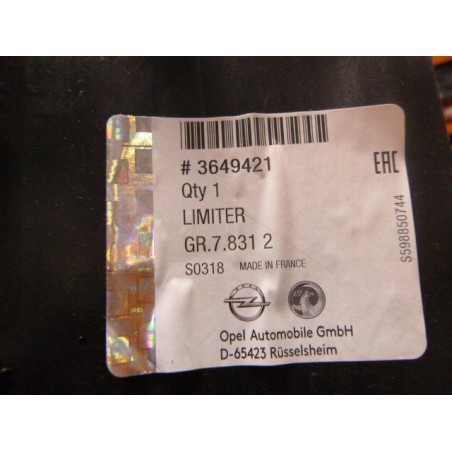 # 3649421
Qty 1
LIMITER
GR.7.831 2
S0318 MADE IN FRANCE
Opel Automobile GmbH
D-65423 Rüsselsheim
EAC
S598850744
OPEL